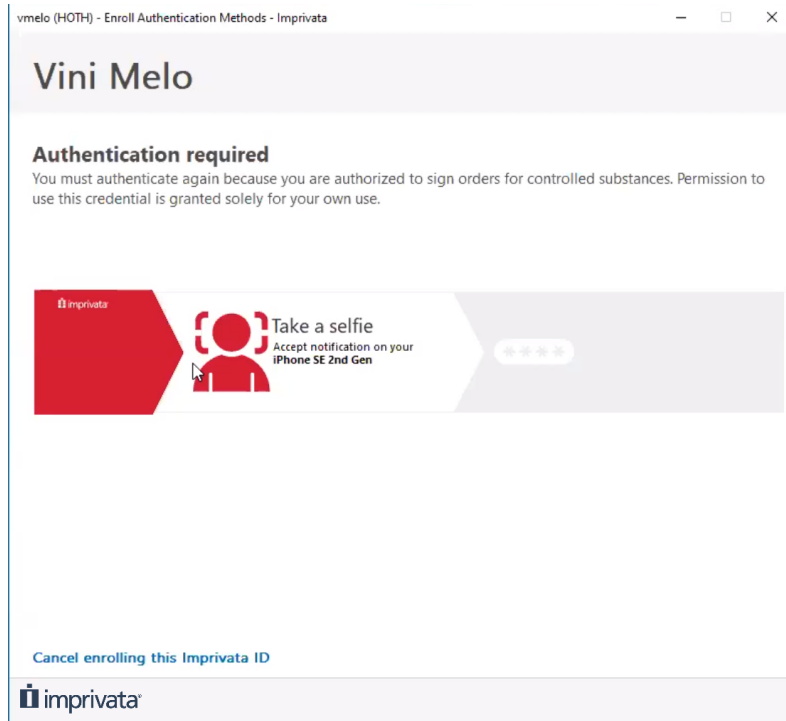 vmelo (HOTH) - Enroll Authentication Methods - Imprivata
Vini Melo
Authentication required
You must authenticate again because you are authorized to sign orders for controlled substances. Permission to
use this credential is granted solely for your own use.
imprivata
Take a selfie
Accept notification on your
iPhone SE 2nd Gen
****
Cancel enrolling this Imprivata ID
imprivata®